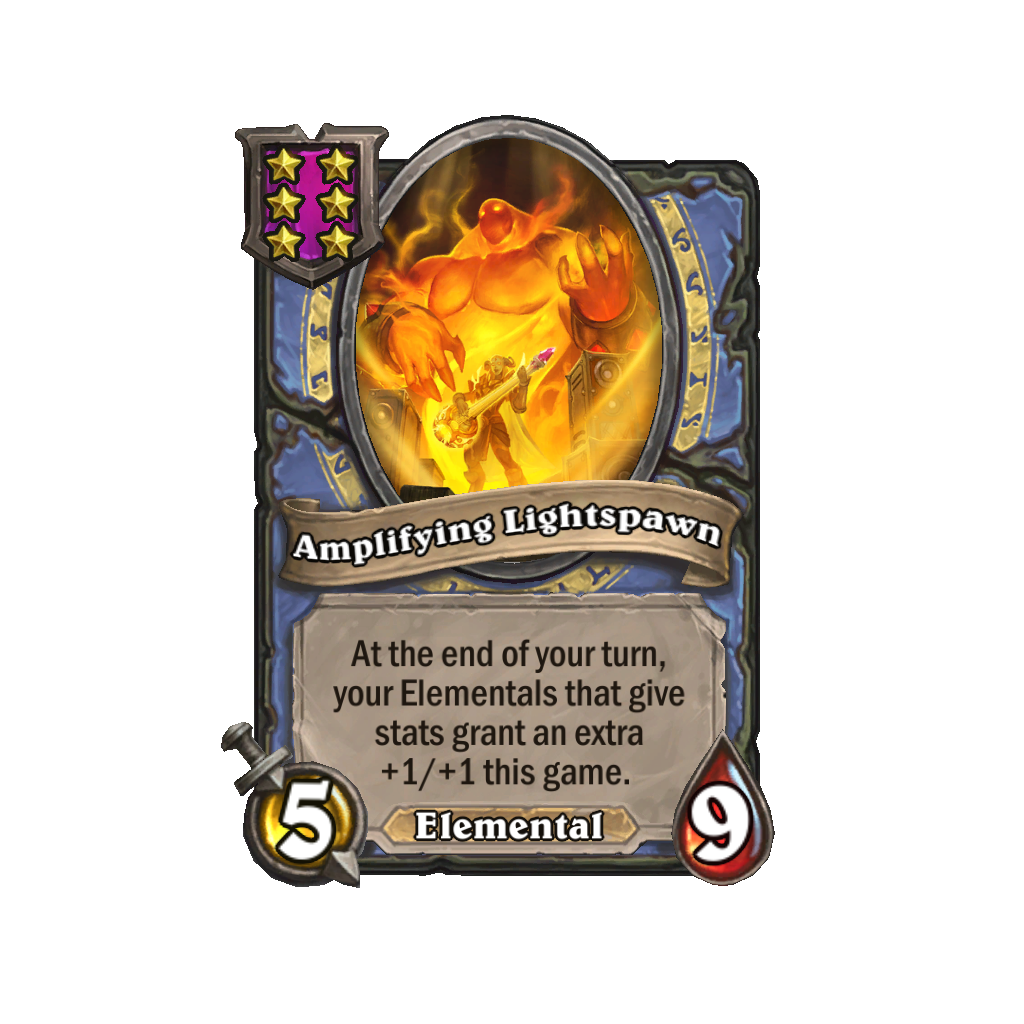 Amplifying Lightspawn
At the end of your turn,
your Elementals that give
stats grant an extra
+1/+1 this game.
5
Elemental
9